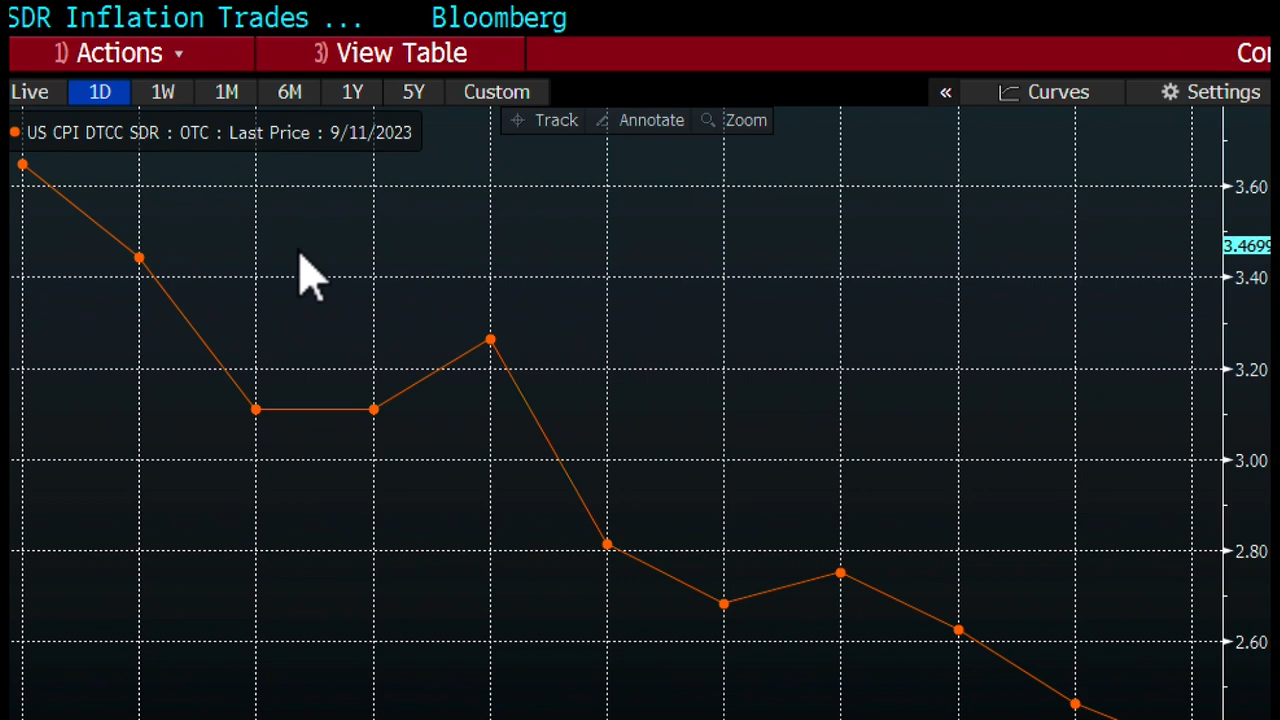 SDR Inflation Trades ... Bloomberg
1) Actions 3) View Table Cor
Live 1D 1W 1M 6M 1Y 5Y Custom « Curves Settings
US CPI DTCC SDR : OTC : Last Price : 9/11/2023
Track Annotate Zoom
3.60
3.4699
3.40
3.20
3.00
2.80
2.60